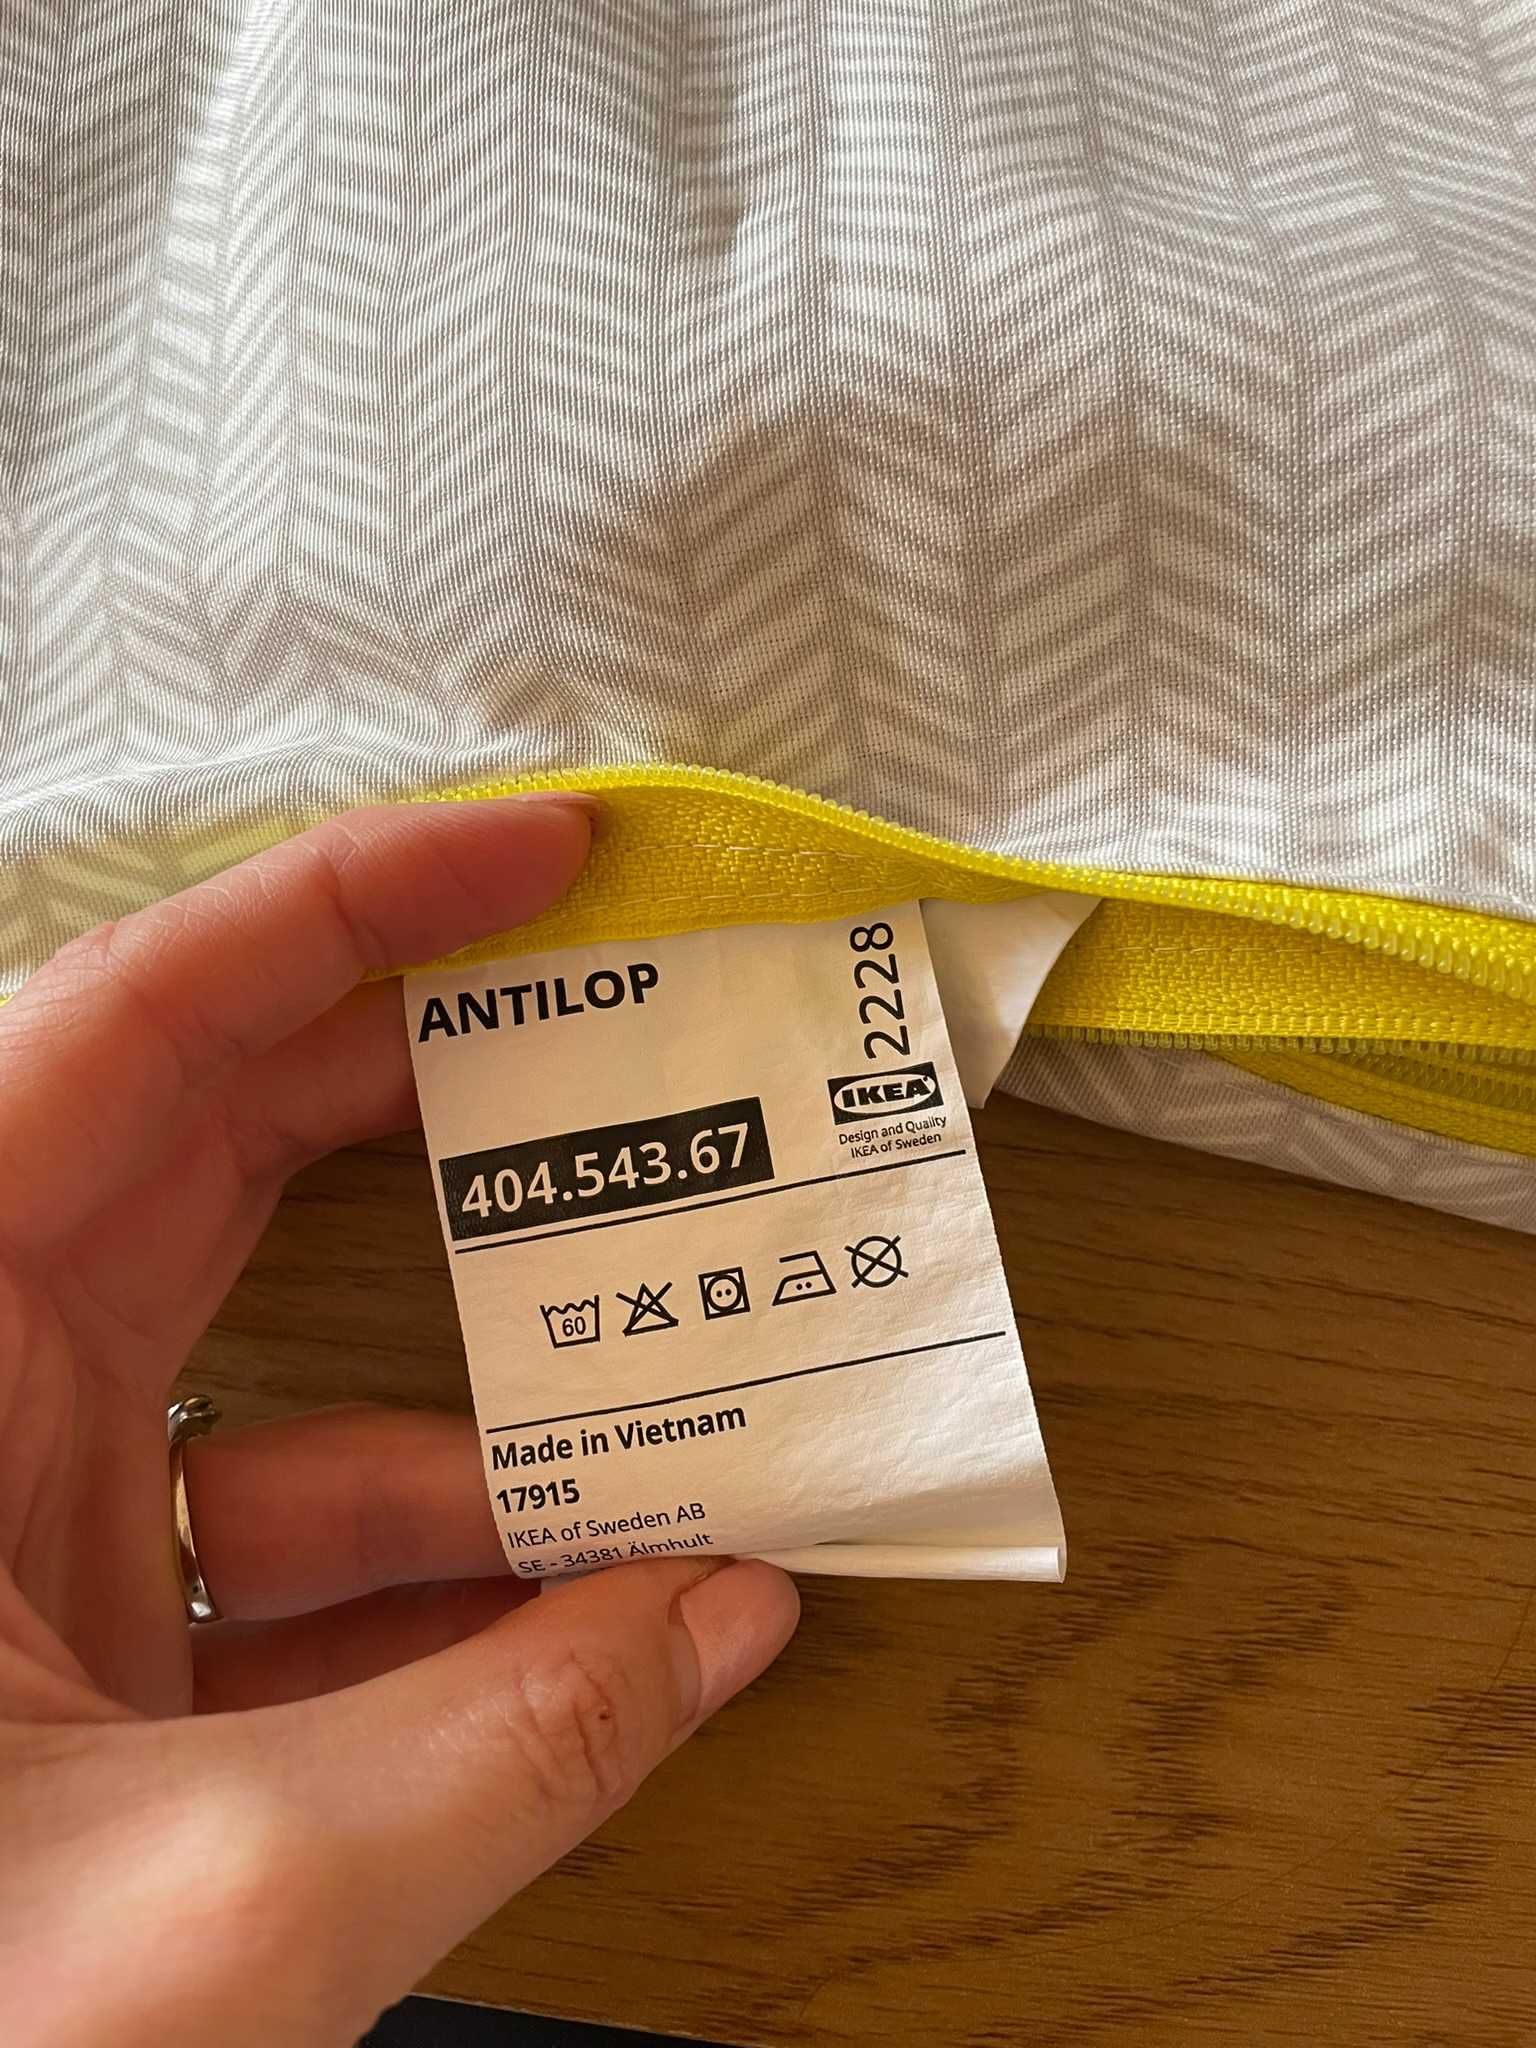 ANTILOP
2228
IKEA
Design and Quality
IKEA of Sweden
404.543.67
60
Made in Vietnam
17915
IKEA of Sweden AB
SE - 34381 Älmhult